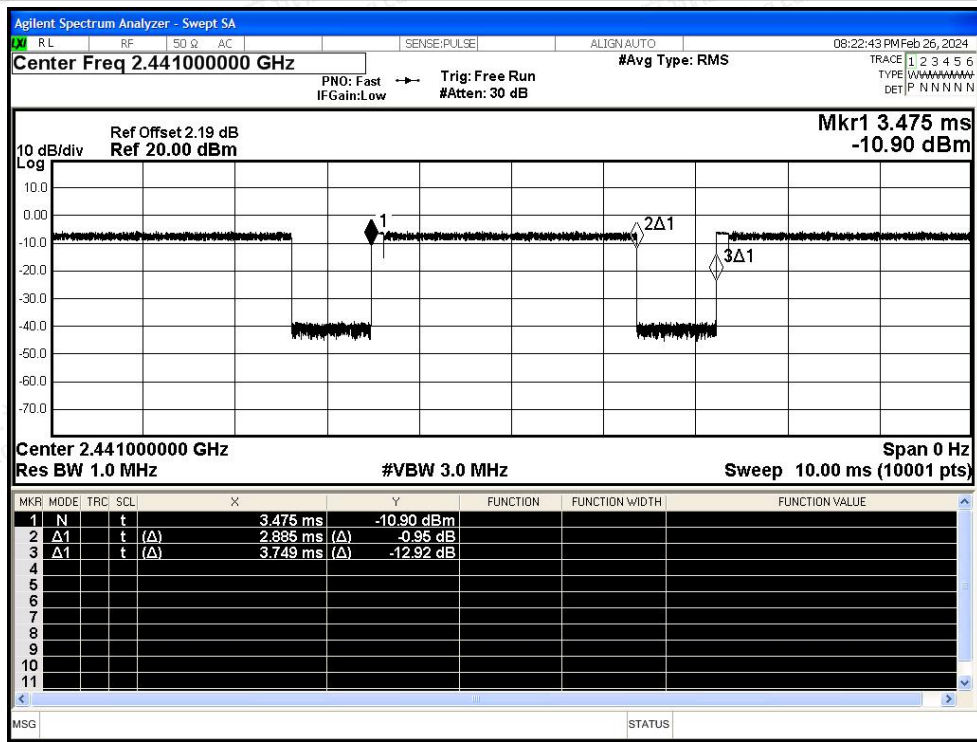 Agilent Spectrum Analyzer - Swept SA
LXI RL RF 50 Ω AC SENSE:PULSE ALIGN AUTO 08:22:43 PM Feb 26, 2024
Center Freq 2.441000000 GHz #Avg Type: RMS TRACE 1 2 3 4 5 6
PNO: Fast Trig: Free Run TYPE WWWWWW
IFGain:Low #Atten: 30 dB DET P N N N N N
Mkr1 3.475 ms
Ref Offset 2.19 dB
10 dB/div Ref 20.00 dBm -10.90 dBm
Log
10.0
0.00
1 2Δ1
-10.0
3Δ1
-20.0
-30.0
-40.0
-50.0
-60.0
-70.0
Center 2.441000000 GHz Span 0 Hz
Res BW 1.0 MHz #VBW 3.0 MHz Sweep 10.00 ms (10001 pts)
MKR MODE TRC SCL X Y FUNCTION FUNCTION WIDTH FUNCTION VALUE
1 N t 3.475 ms -10.90 dBm
2 Δ1 t (Δ) 2.885 ms (Δ) -0.95 dB
3 Δ1 t (Δ) 3.749 ms (Δ) -12.92 dB
4
5
6
7
8
9
10
11
MSG STATUS